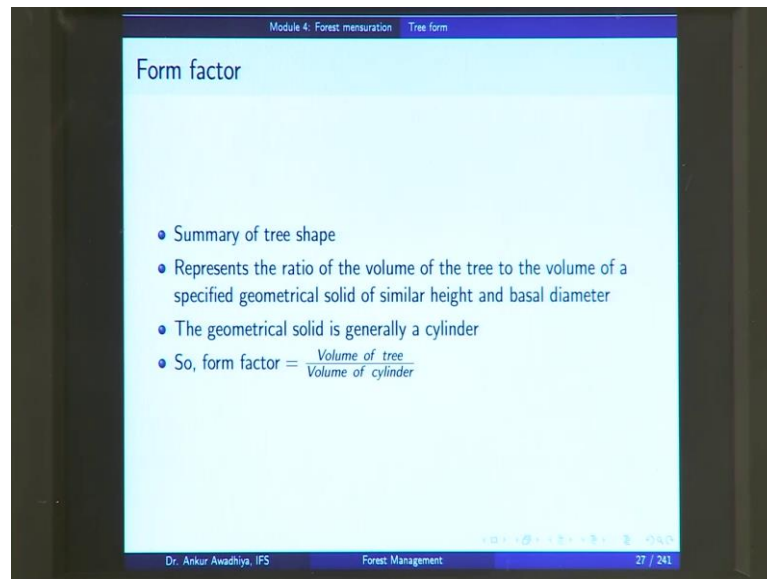 Module 4: Forest mensuration Tree form
Form factor
• Summary of tree shape
• Represents the ratio of the volume of the tree to the volume of a
specified geometrical solid of similar height and basal diameter
• The geometrical solid is generally a cylinder
• So, form factor = Volume of tree / Volume of cylinder
Dr. Ankur Awadhiya, IFS Forest Management 27 / 241